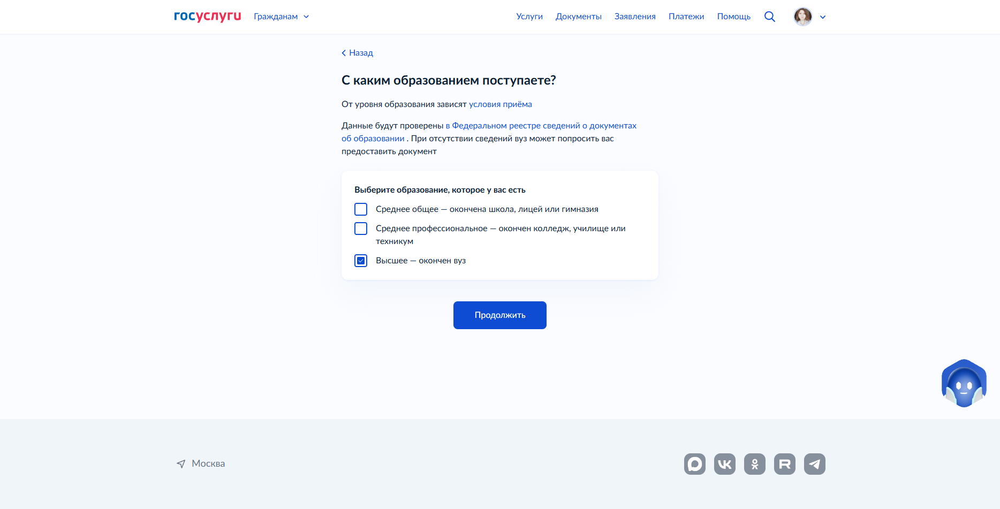 госуслуги
Гражданам
Услуги
Документы
Заявления
Платежи
Помощь
Назад
С каким образованием поступаете?
От уровня образования зависят условия приёма
Данные будут проверены в Федеральном реестре сведений о документах
об образовании . При отсутствии сведений вуз может попросить вас
предоставить документ
Выберите образование, которое у вас есть
Среднее общее — окончена школа, лицей или гимназия
Среднее профессиональное — окончен колледж, училище или
техникум
Высшее — окончен вуз
Продолжить
Москва